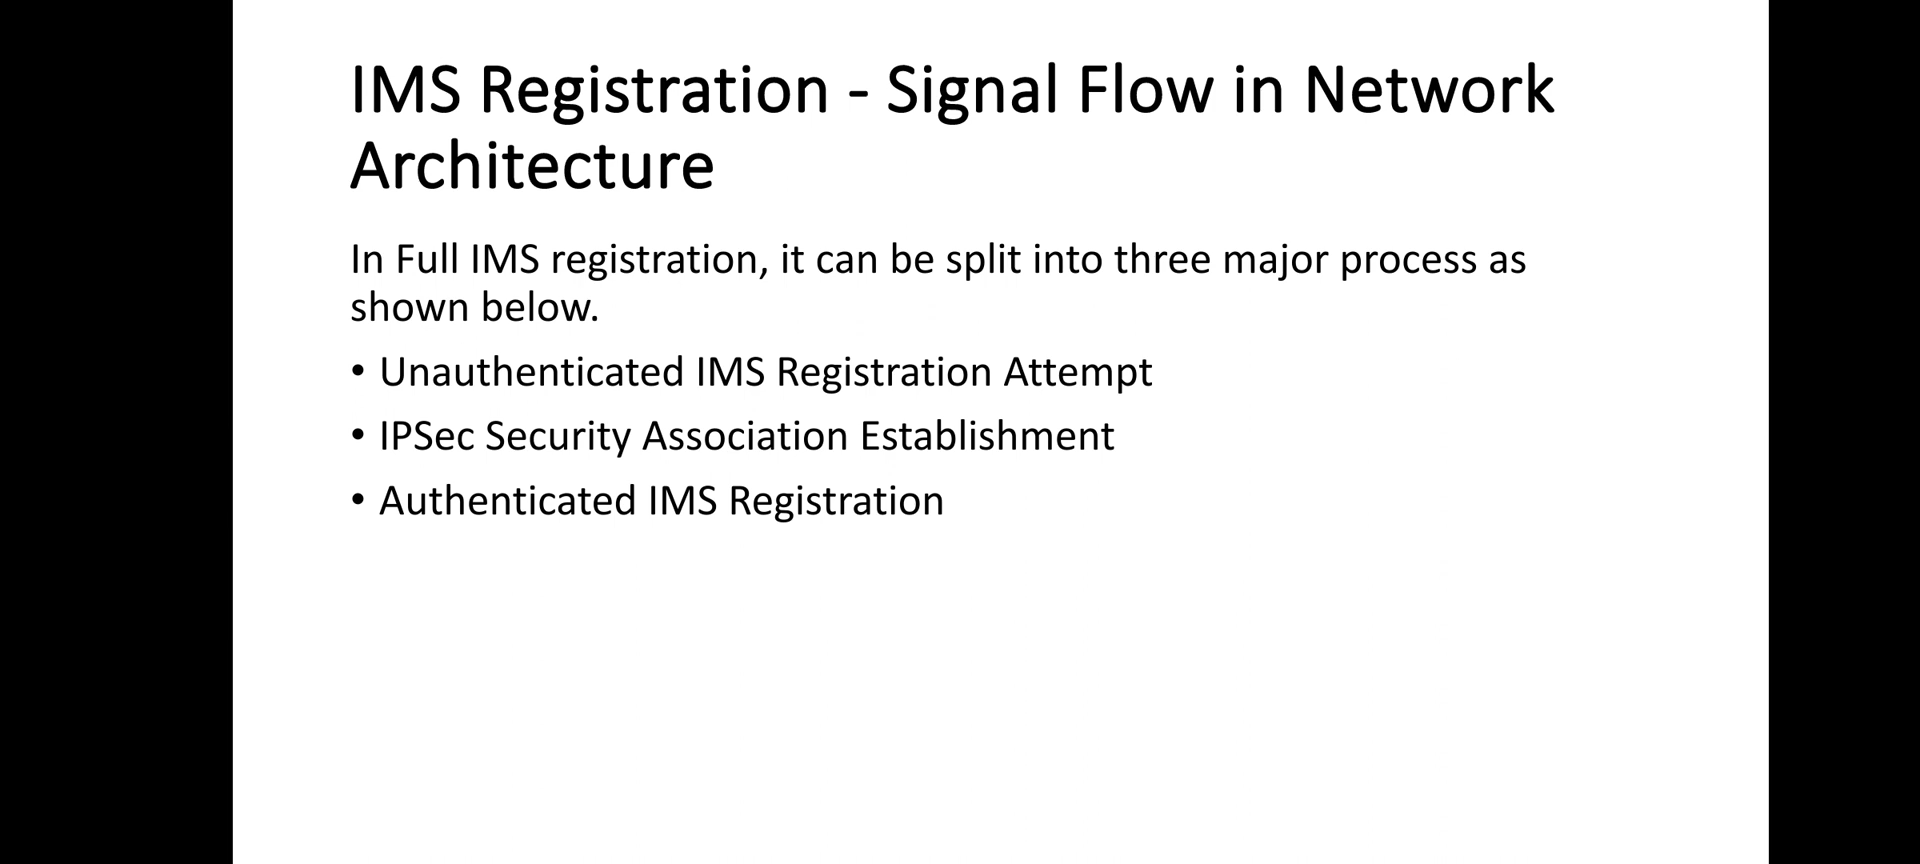 IMS Registration - Signal Flow in Network
Architecture
In Full IMS registration, it can be split into three major process as
shown below.
• Unauthenticated IMS Registration Attempt
• IPSec Security Association Establishment
• Authenticated IMS Registration